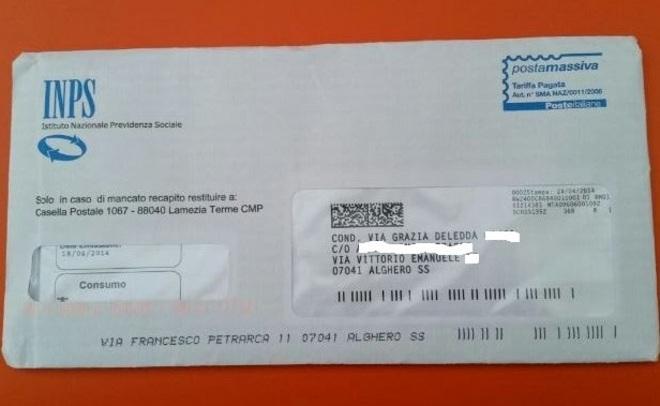 INPS
Istituto Nazionale Previdenza Sociale
postamassiva
Tariffa Pagata
Aut. n° SMA NAZ/0011/2006
Posteitaliane
Solo in caso di mancato recapito restituire a:
Casella Postale 1067 - 88040 Lamezia Terme CMP
18/06/2014
Consumo
COND. VIA GRAZIA DELEDDA
C/O
VIA VITTORIO EMANUELE
07041 ALGHERO SS
VIA FRANCESCO PETRARCA 11 07041 ALGHERO SS